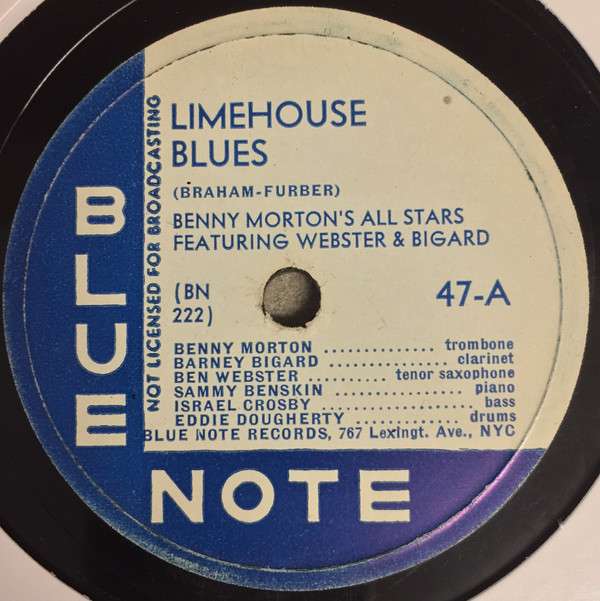 LIMEHOUSE
BLUES
(BRAHAM-FURBER)
BENNY MORTON'S ALL STARS
FEATURING WEBSTER & BIGARD
(BN
222)
47-A
BENNY MORTON .............. trombone
BARNEY BIGARD ............. clarinet
BEN WEBSTER .......... tenor saxophone
SAMMY BENSKIN ................ piano
ISRAEL CROSBY ................. bass
EDDIE DOUGHERTY ............. drums
BLUE NOTE RECORDS, 767 Lexingt. Ave., NYC
NOT LICENSED FOR BROADCASTING
BLUE
NOTE